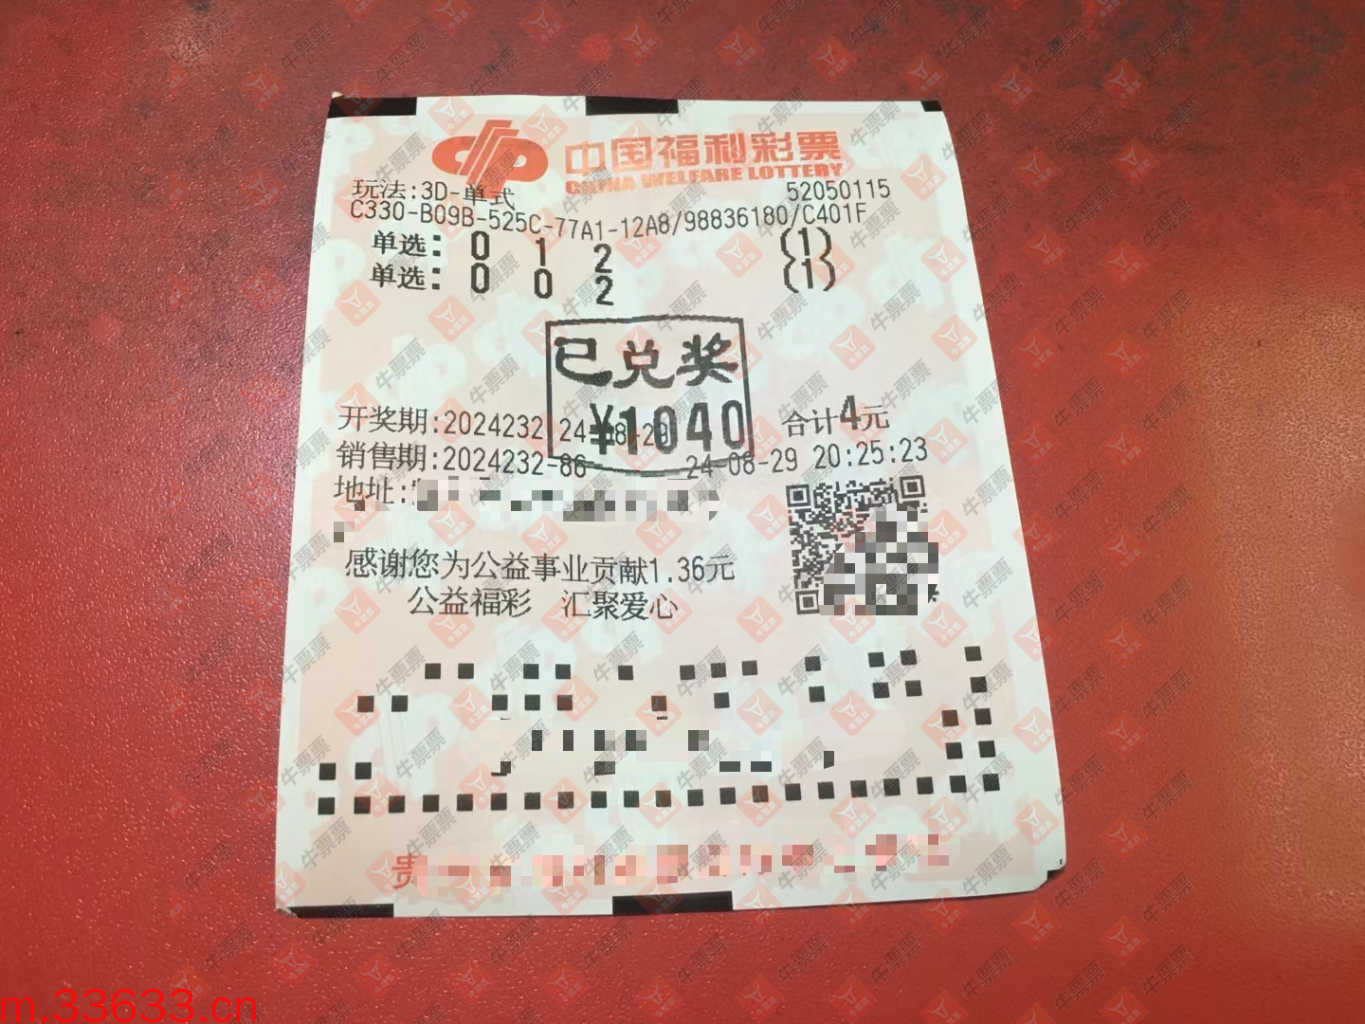 中国福利彩票
CHINA WELFARE LOTTERY
玩法:3D-单式 52050115
C330-B09B-525C-77A1-12A8/98836180/C401F
单选: 0 1 2 (1)
单选: 0 0 2 (1)
已兑奖
¥1040
开奖期:2024232 合计4元
销售期:2024232-86- 24-08-29 20:25:23
地址:
感谢您为公益事业贡献1.36元
公益福彩 汇聚爱心
贵
牛票票
m.33633.cn